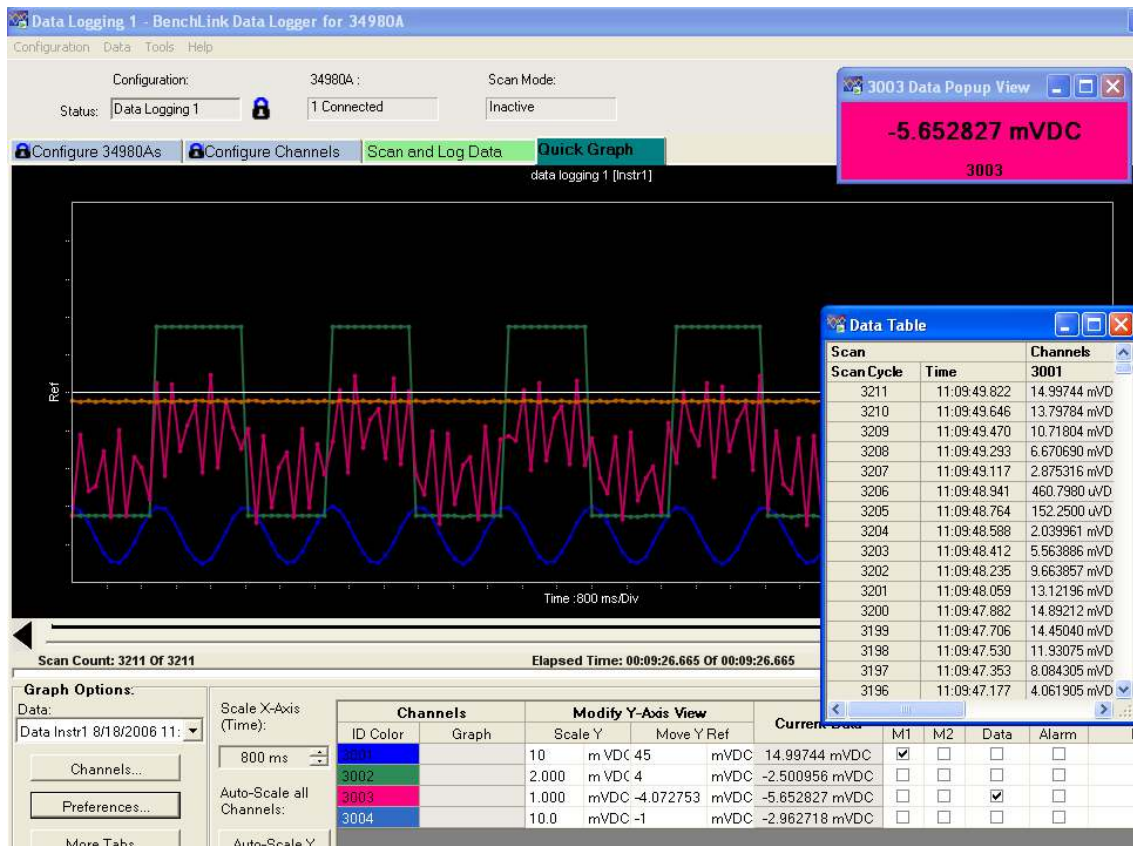 Data Logging 1 - BenchLink Data Logger for 34980A
Configuration Data Tools Help
Configuration: 34980A : Scan Mode:
Status: Data Logging 1 1 Connected Inactive
3003 Data Popup View
-5.652827 mVDC
3003
Configure 34980As Configure Channels Scan and Log Data Quick Graph
data logging 1 [Instr1]
Ref
Time :800 ms/Div
Data Table
Scan Channels
Scan Cycle Time 3001
3211 11:09:49.822 14.99744 mVD
3210 11:09:49.646 13.79784 mVD
3209 11:09:49.470 10.71804 mVD
3208 11:09:49.293 6.670690 mVD
3207 11:09:49.117 2.875316 mVD
3206 11:09:48.941 460.7980 uVD
3205 11:09:48.764 152.2500 uVD
3204 11:09:48.588 2.039961 mVD
3203 11:09:48.412 5.563886 mVD
3202 11:09:48.235 9.663857 mVD
3201 11:09:48.059 13.12196 mVD
3200 11:09:47.882 14.89212 mVD
3199 11:09:47.706 14.45040 mVD
3198 11:09:47.530 11.93075 mVD
3197 11:09:47.353 8.084305 mVD
3196 11:09:47.177 4.061905 mVD
Scan Count: 3211 Of 3211 Elapsed Time: 00:09:26.665 Of 00:09:26.665
Graph Options:
Data:
Data Instr1 8/18/2006 11:
Channels...
Preferences...
More Tabs
Scale X-Axis
(Time):
800 ms
Auto-Scale all
Channels:
Auto-Scale Y
Channels Modify Y-Axis View Current Data
ID Color Graph Scale Y Move Y Ref M1 M2 Data Alarm
3001 10 m VDC 45 mVDC 14.99744 mVDC
3002 2.000 m VDC 4 mVDC -2.500956 mVDC
3003 1.000 mVDC -4.072753 mVDC -5.652827 mVDC
3004 10.0 mVDC -1 mVDC -2.962718 mVDC